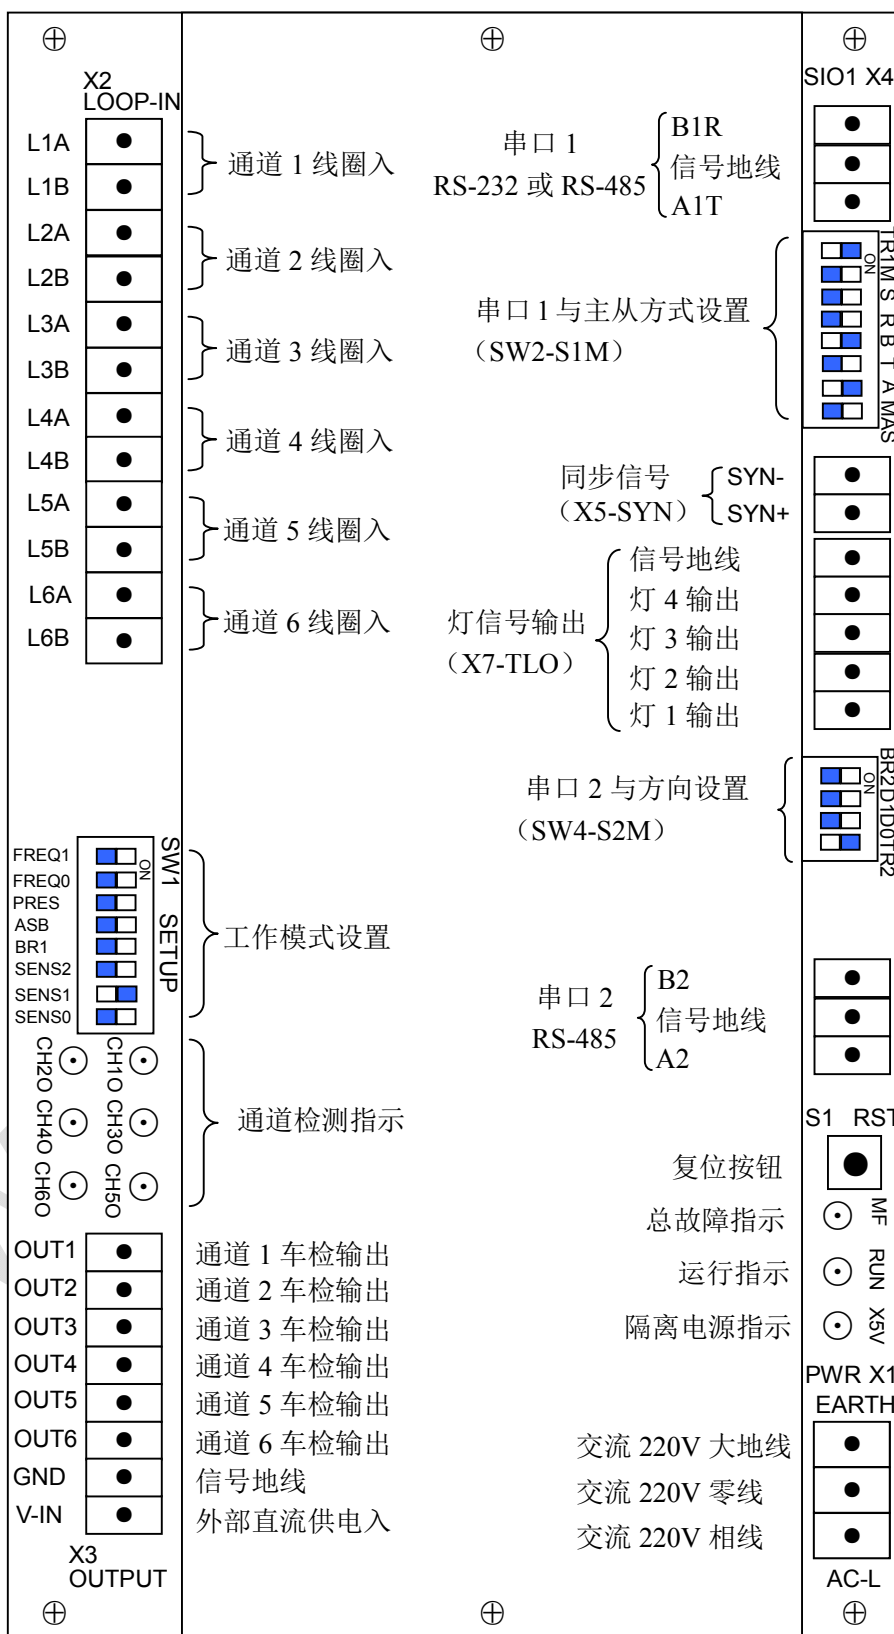 X2
LOOP-IN
L1A
L1B
L2A
L2B
L3A
L3B
L4A
L4B
L5A
L5B
L6A
L6B
通道 1 线圈入
通道 2 线圈入
通道 3 线圈入
通道 4 线圈入
通道 5 线圈入
通道 6 线圈入
SIO1 X4
串口 1
RS-232 或 RS-485
B1R
信号地线
A1T
串口 1 与主从方式设置
（SW2-S1M）
ON
TR1M S R B T A MAS
同步信号
（X5-SYN）
SYN-
SYN+
灯信号输出
（X7-TLO）
信号地线
灯 4 输出
灯 3 输出
灯 2 输出
灯 1 输出
串口 2 与方向设置
（SW4-S2M）
ON
BR2D1D0TR2
FREQ1
FREQ0
PRES
ASB
BR1
SENS2
SENS1
SENS0
ON
SW1 SETUP
工作模式设置
串口 2
RS-485
B2
信号地线
A2
CH2O CH4O CH6O
CH1O CH3O CH5O
通道检测指示
S1 RST
复位按钮
总故障指示
MF
运行指示
RUN
隔离电源指示
X5V
OUT1
OUT2
OUT3
OUT4
OUT5
OUT6
GND
V-IN
通道 1 车检输出
通道 2 车检输出
通道 3 车检输出
通道 4 车检输出
通道 5 车检输出
通道 6 车检输出
信号地线
外部直流供电入
X3
OUTPUT
PWR X1
EARTH
交流 220V 大地线
交流 220V 零线
交流 220V 相线
AC-L